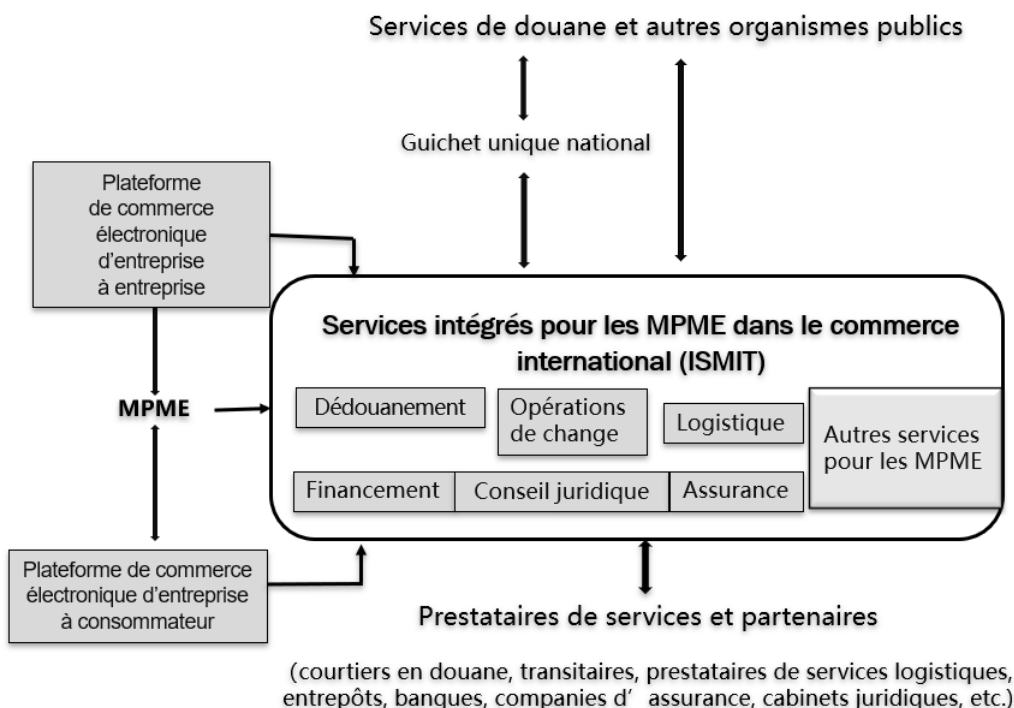 Services de douane et autres organismes publics
Guichet unique national
Plateforme
de commerce
électronique
d'entreprise
à entreprise
Services intégrés pour les MPME dans le commerce
international (ISMIT)
MPME
Dédouanement
Opérations
de change
Logistique
Autres services
pour les MPME
Financement
Conseil juridique
Assurance
Plateforme de commerce
électronique d'entreprise
à consommateur
Prestataires de services et partenaires
(courtiers en douane, transitaires, prestataires de services logistiques,
entrepôts, banques, companies d' assurance, cabinets juridiques, etc.)